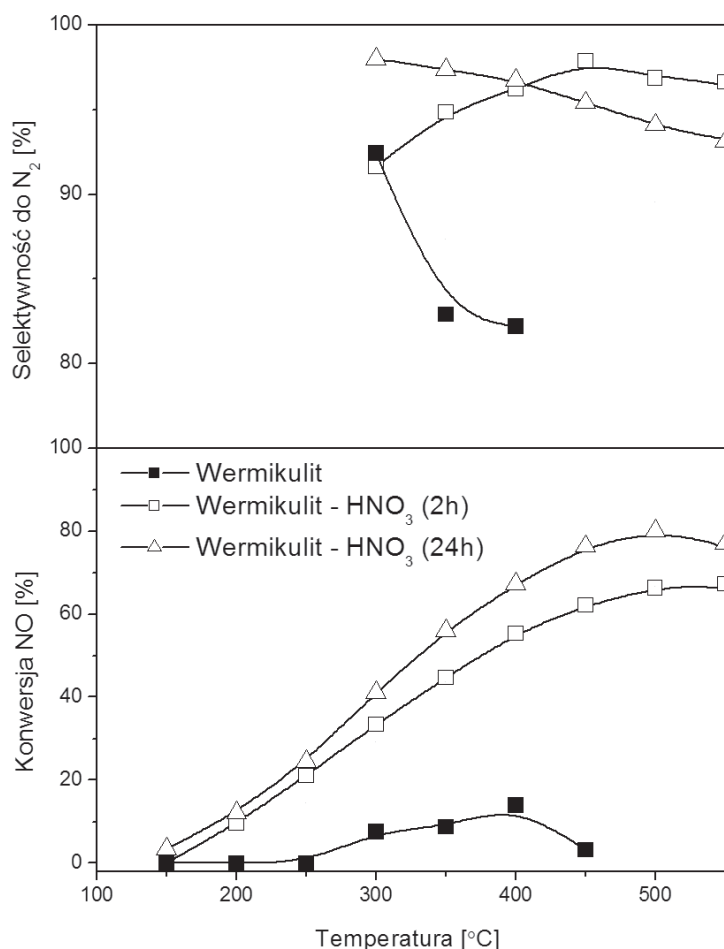 100
90
80
Selektywność do N₂ [%]
100
80
60
40
20
0
Konwersja NO [%]
Wermikulit
Wermikulit - HNO₃ (2h)
Wermikulit - HNO₃ (24h)
100 200 300 400 500
Temperatura [°C]